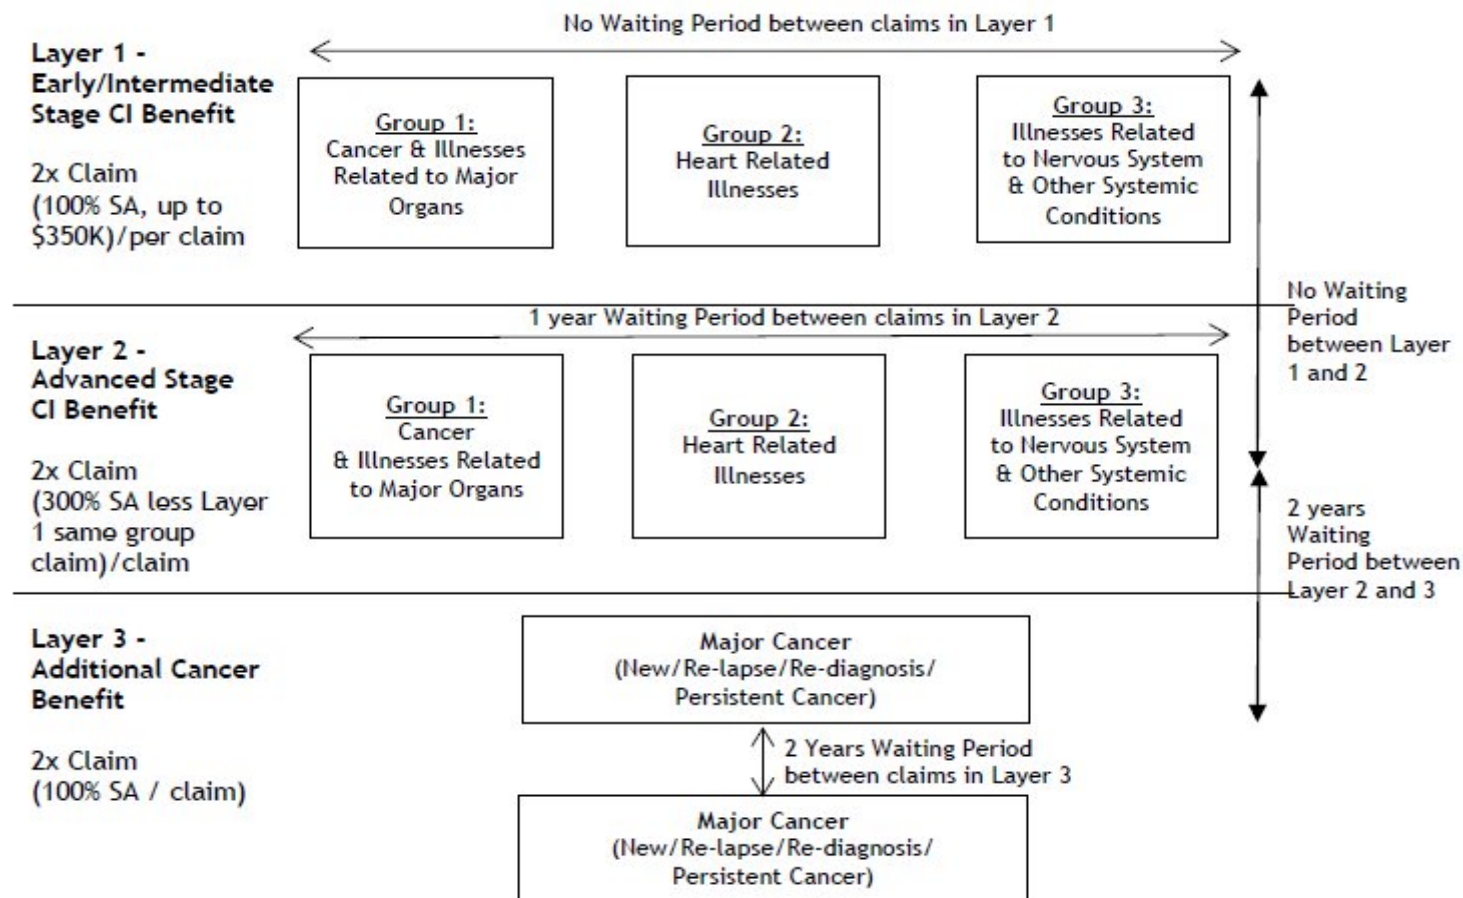 No Waiting Period between claims in Layer 1
Layer 1 -
Early/Intermediate
Stage CI Benefit
2x Claim
(100% SA, up to
$350K)/per claim
Group 1:
Cancer & Illnesses
Related to Major
Organs
Group 2:
Heart Related
Illnesses
Group 3:
Illnesses Related
to Nervous System
& Other Systemic
Conditions
No Waiting
Period
between Layer
1 and 2
1 year Waiting Period between claims in Layer 2
Layer 2 -
Advanced Stage
CI Benefit
2x Claim
(300% SA less Layer
1 same group
claim)/claim
Group 1:
Cancer
& Illnesses Related
to Major Organs
Group 2:
Heart Related
Illnesses
Group 3:
Illnesses Related
to Nervous System
& Other Systemic
Conditions
2 years
Waiting
Period between
Layer 2 and 3
Layer 3 -
Additional Cancer
Benefit
2x Claim
(100% SA / claim)
Major Cancer
(New/Re-lapse/Re-diagnosis/
Persistent Cancer)
2 Years Waiting Period
between claims in Layer 3
Major Cancer
(New/Re-lapse/Re-diagnosis/
Persistent Cancer)